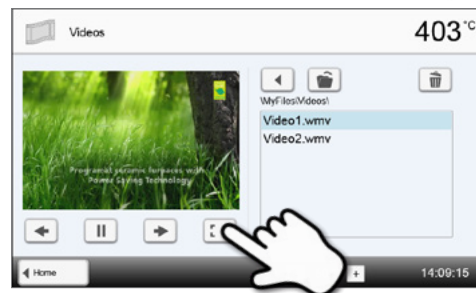 Videos
403 °C
\MyFiles\Videos\
Video1.wmv
Video2.wmv
Programat ceramic furnaces with
Power Saving Technology
Home
+
14:09:15